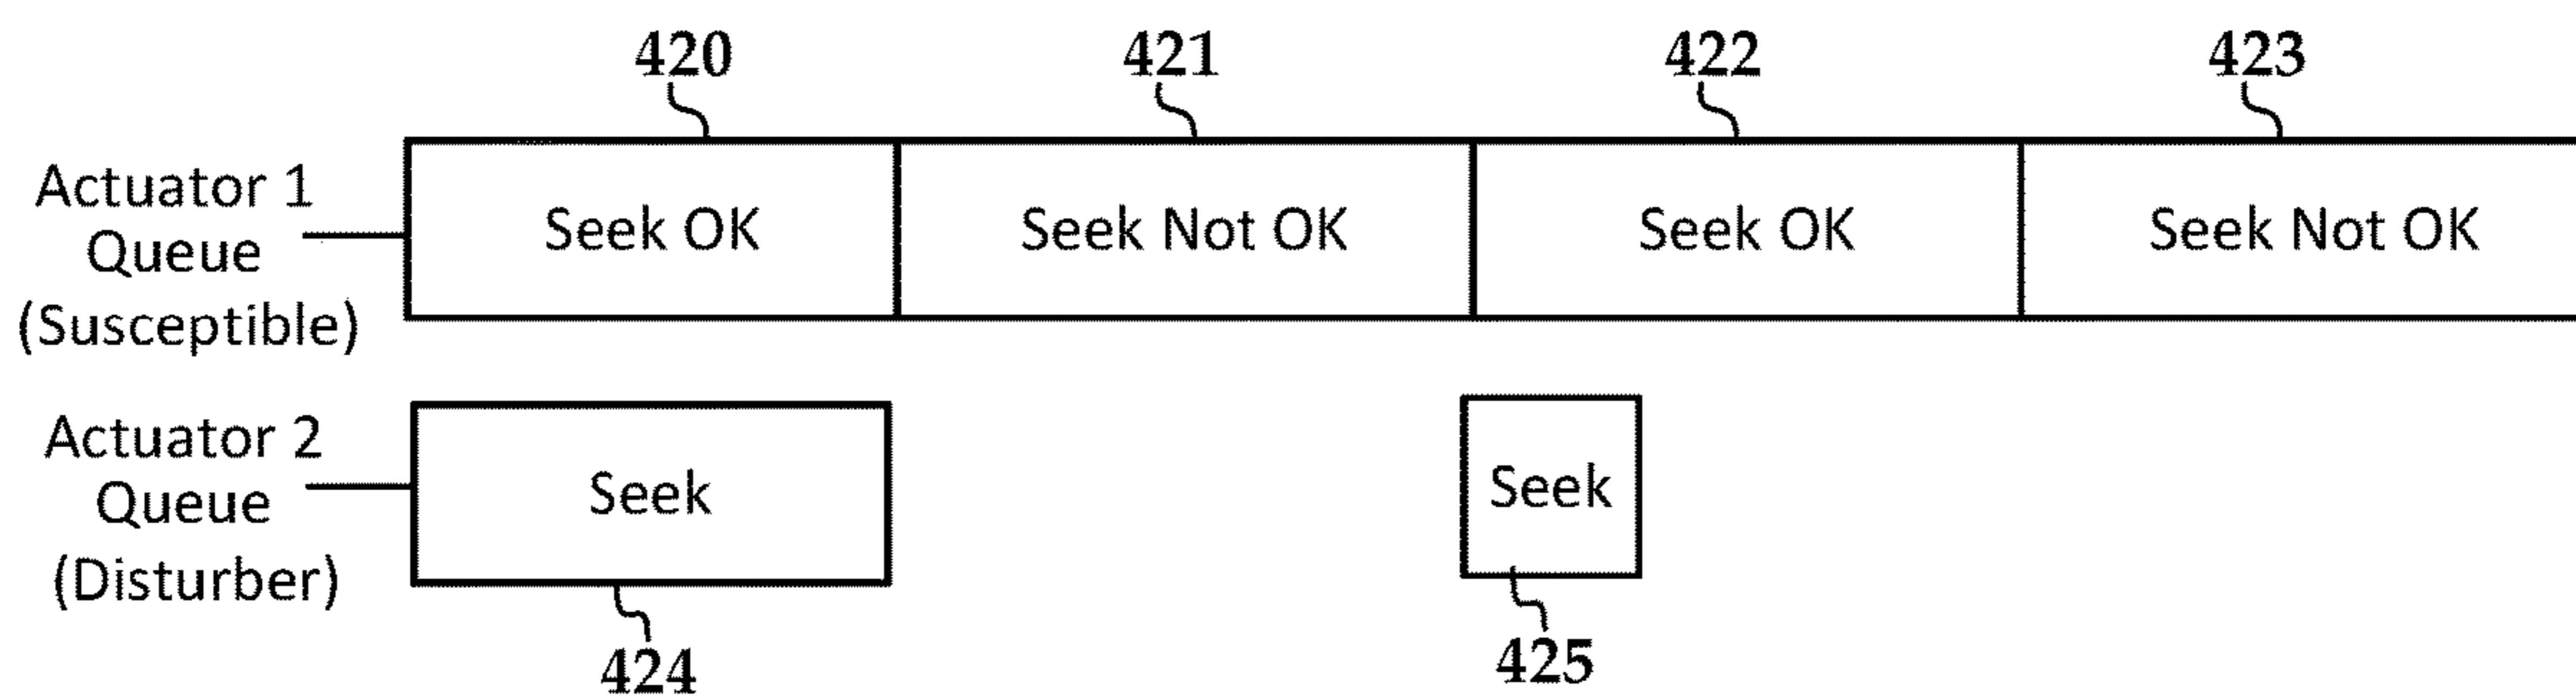 420 421 422 423
Actuator 1
Queue
(Susceptible)
Seek OK Seek Not OK Seek OK Seek Not OK
Actuator 2
Queue
(Disturber)
Seek Seek
424 425